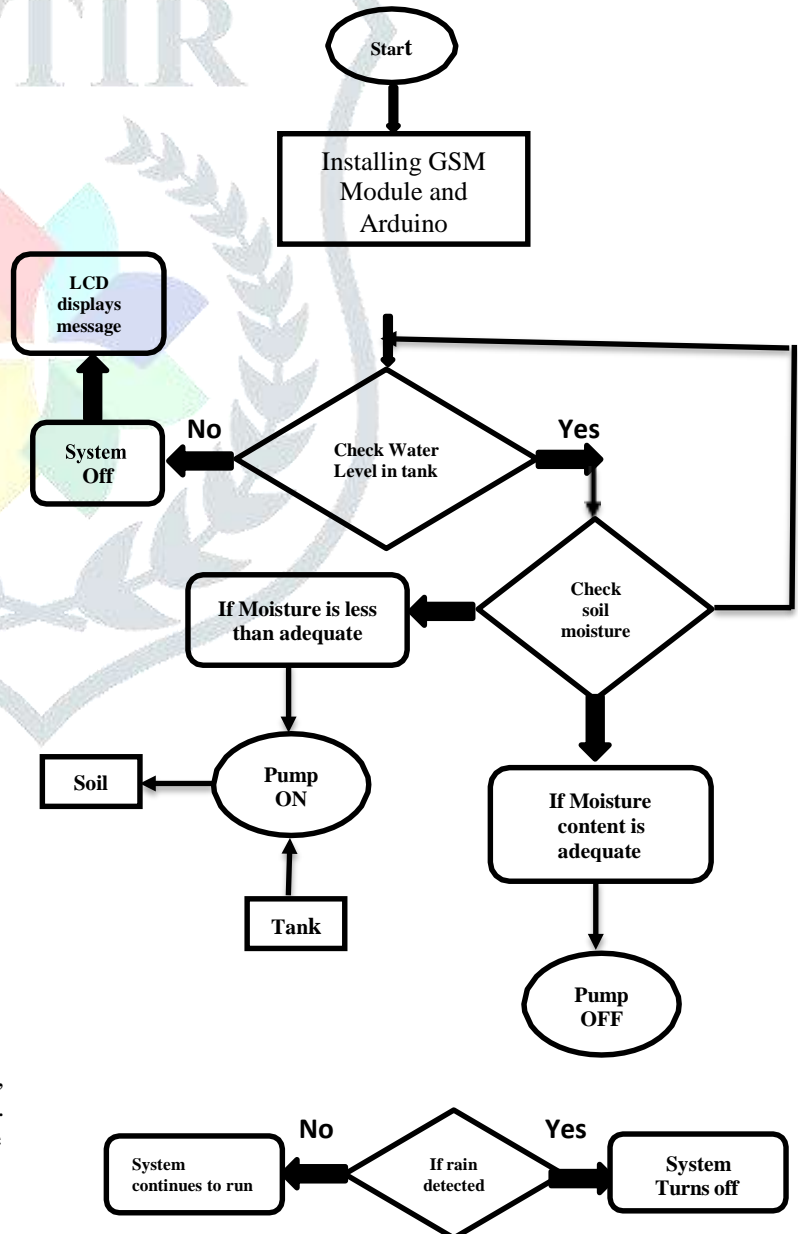 TIR
Start
Installing GSM
Module and
Arduino
LCD
displays
message
No
Yes
System
Off
Check Water
Level in tank
If Moisture is less
than adequate
Check
soil
moisture
Soil
Pump
ON
If Moisture
content is
adequate
Tank
Pump
OFF
No
Yes
System
continues to run
If rain
detected
System
Turns off